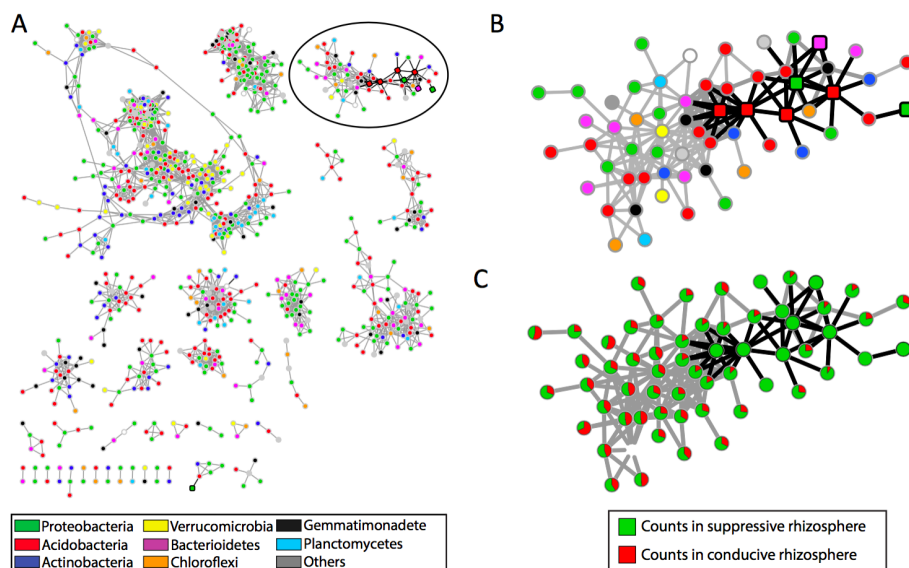 A
B
C
Proteobacteria
Verrucomicrobia
Gemmatimonadete
Acidobacteria
Bacterioidetes
Planctomycetes
Actinobacteria
Chloroflexi
Others
Counts in suppressive rhizosphere
Counts in conducive rhizosphere